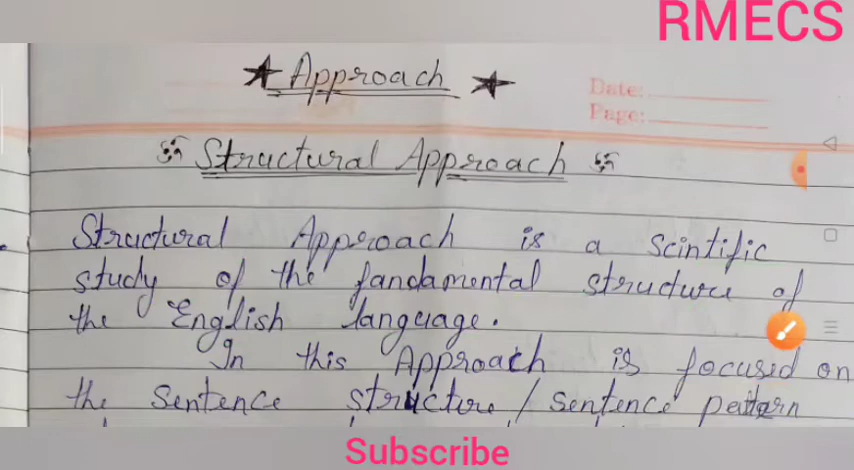 RMECS
Approach
Date:
Page:
Structural Approach
Structural Approach is a Scintific
study of the fandamental structure of
the English language.
In this Approach is focused on
the Sentence structure / Sentence pattern
Subscribe